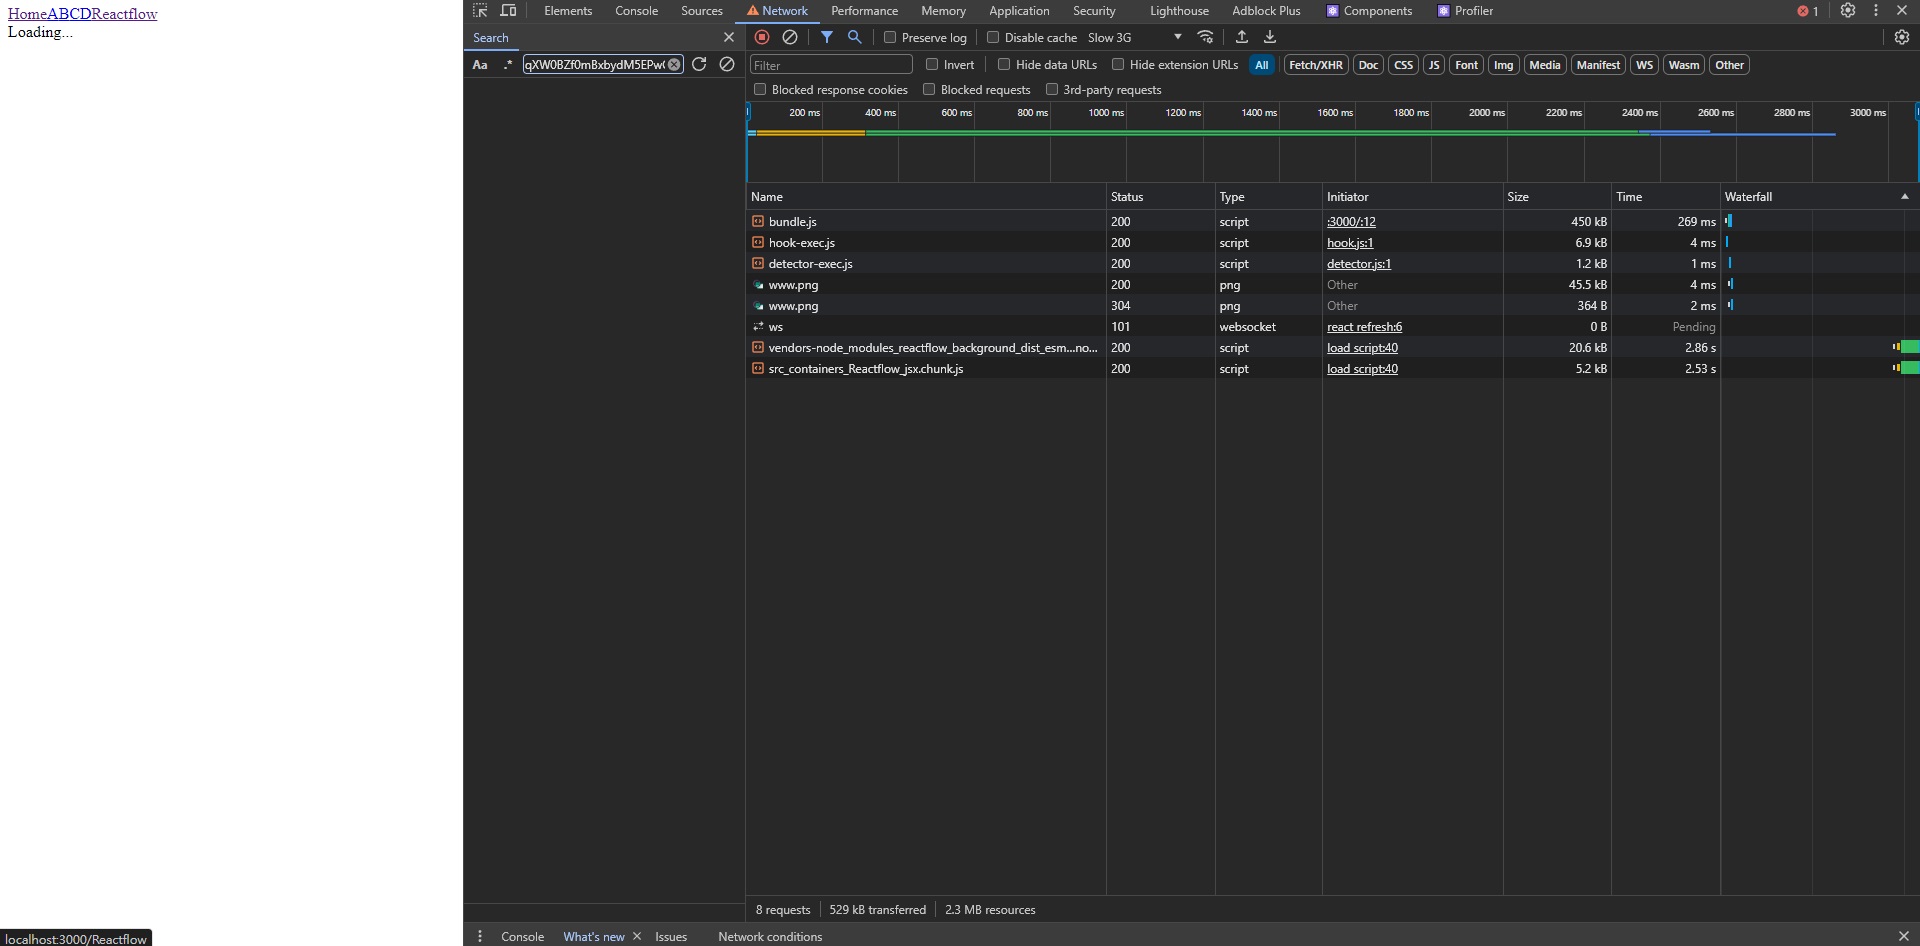 HomeABCDReactflow
Loading...
Elements Console Sources Network Performance Memory Application Security Lighthouse Adblock Plus Components Profiler 1
Search
Preserve log Disable cache Slow 3G
Aa .* qXW0BZf0mBxbydM5EPw
Filter Invert Hide data URLs Hide extension URLs All Fetch/XHR Doc CSS JS Font Img Media Manifest WS Wasm Other
Blocked response cookies Blocked requests 3rd-party requests
200 ms 400 ms 600 ms 800 ms 1000 ms 1200 ms 1400 ms 1600 ms 1800 ms 2000 ms 2200 ms 2400 ms 2600 ms 2800 ms 3000 ms
Name Status Type Initiator Size Time Waterfall
bundle.js 200 script :3000/:12 450 kB 269 ms
hook-exec.js 200 script hook.js:1 6.9 kB 4 ms
detector-exec.js 200 script detector.js:1 1.2 kB 1 ms
www.png 200 png Other 45.5 kB 4 ms
www.png 304 png Other 364 B 2 ms
ws 101 websocket react refresh:6 0 B Pending
vendors-node_modules_reactflow_background_dist_esm...no... 200 script load script:40 20.6 kB 2.86 s
src_containers_Reactflow_jsx.chunk.js 200 script load script:40 5.2 kB 2.53 s
8 requests 529 kB transferred 2.3 MB resources
Console What's new Issues Network conditions
localhost:3000/Reactflow